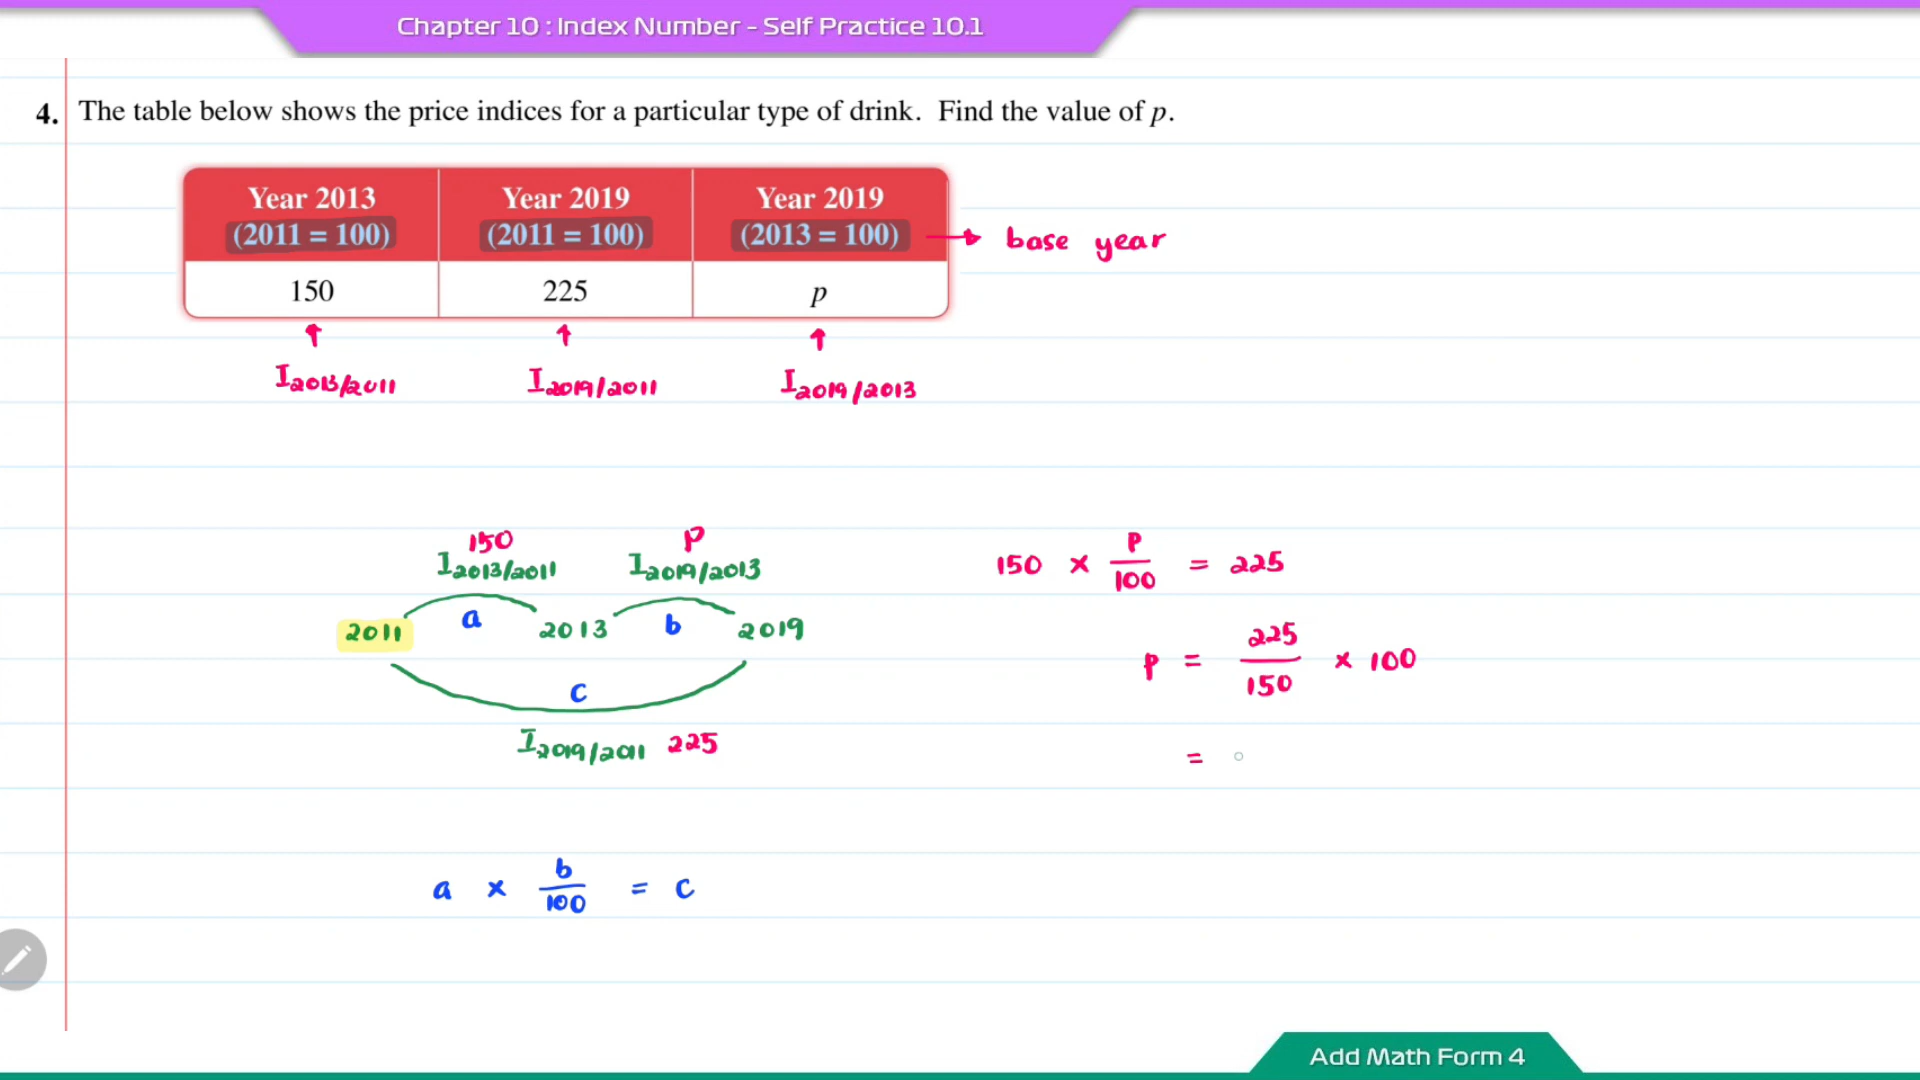 Chapter 10 : Index Number - Self Practice 10.1
4. The table below shows the price indices for a particular type of drink. Find the value of p.
Year 2013 Year 2019 Year 2019
(2011 = 100) (2011 = 100) (2013 = 100) → base year
150 225 p
↑ ↑ ↑
I2013/2011 I2019/2011 I2019/2013
150 p
I2013/2011 I2019/2013
2011 a 2013 b 2019
c
I2019/2011 225
a × b/100 = c
150 × p/100 = 225
p = 225/150 × 100
=
Add Math Form 4